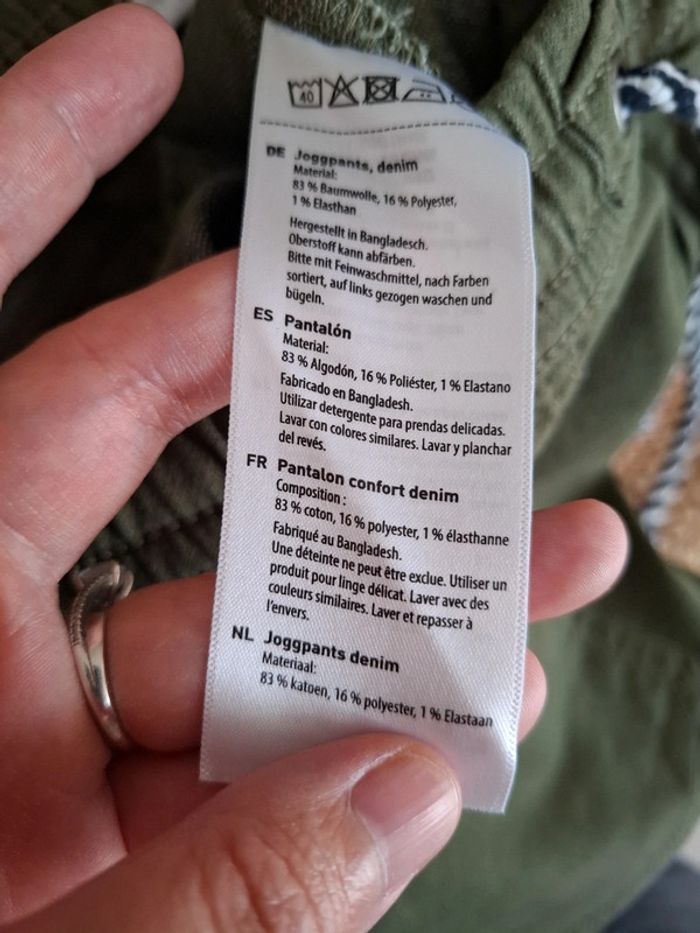 40
DE Joggpants, denim
Material:
83 % Baumwolle, 16 % Polyester,
1 % Elasthan
Hergestellt in Bangladesch.
Oberstoff kann abfärben.
Bitte mit Feinwaschmittel, nach Farben
sortiert, auf links gezogen waschen und
bügeln.
ES Pantalón
Material:
83 % Algodón, 16 % Poliéster, 1 % Elastano
Fabricado en Bangladesh.
Utilizar detergente para prendas delicadas.
Lavar con colores similares. Lavar y planchar
del revés.
FR Pantalon confort denim
Composition :
83 % coton, 16 % polyester, 1 % élasthanne
Fabriqué au Bangladesh.
Une déteinte ne peut être exclue. Utiliser un
produit pour linge délicat. Laver avec des
couleurs similaires. Laver et repasser à
l'envers.
NL Joggpants denim
Materiaal:
83 % katoen, 16 % polyester, 1 % Elastaan